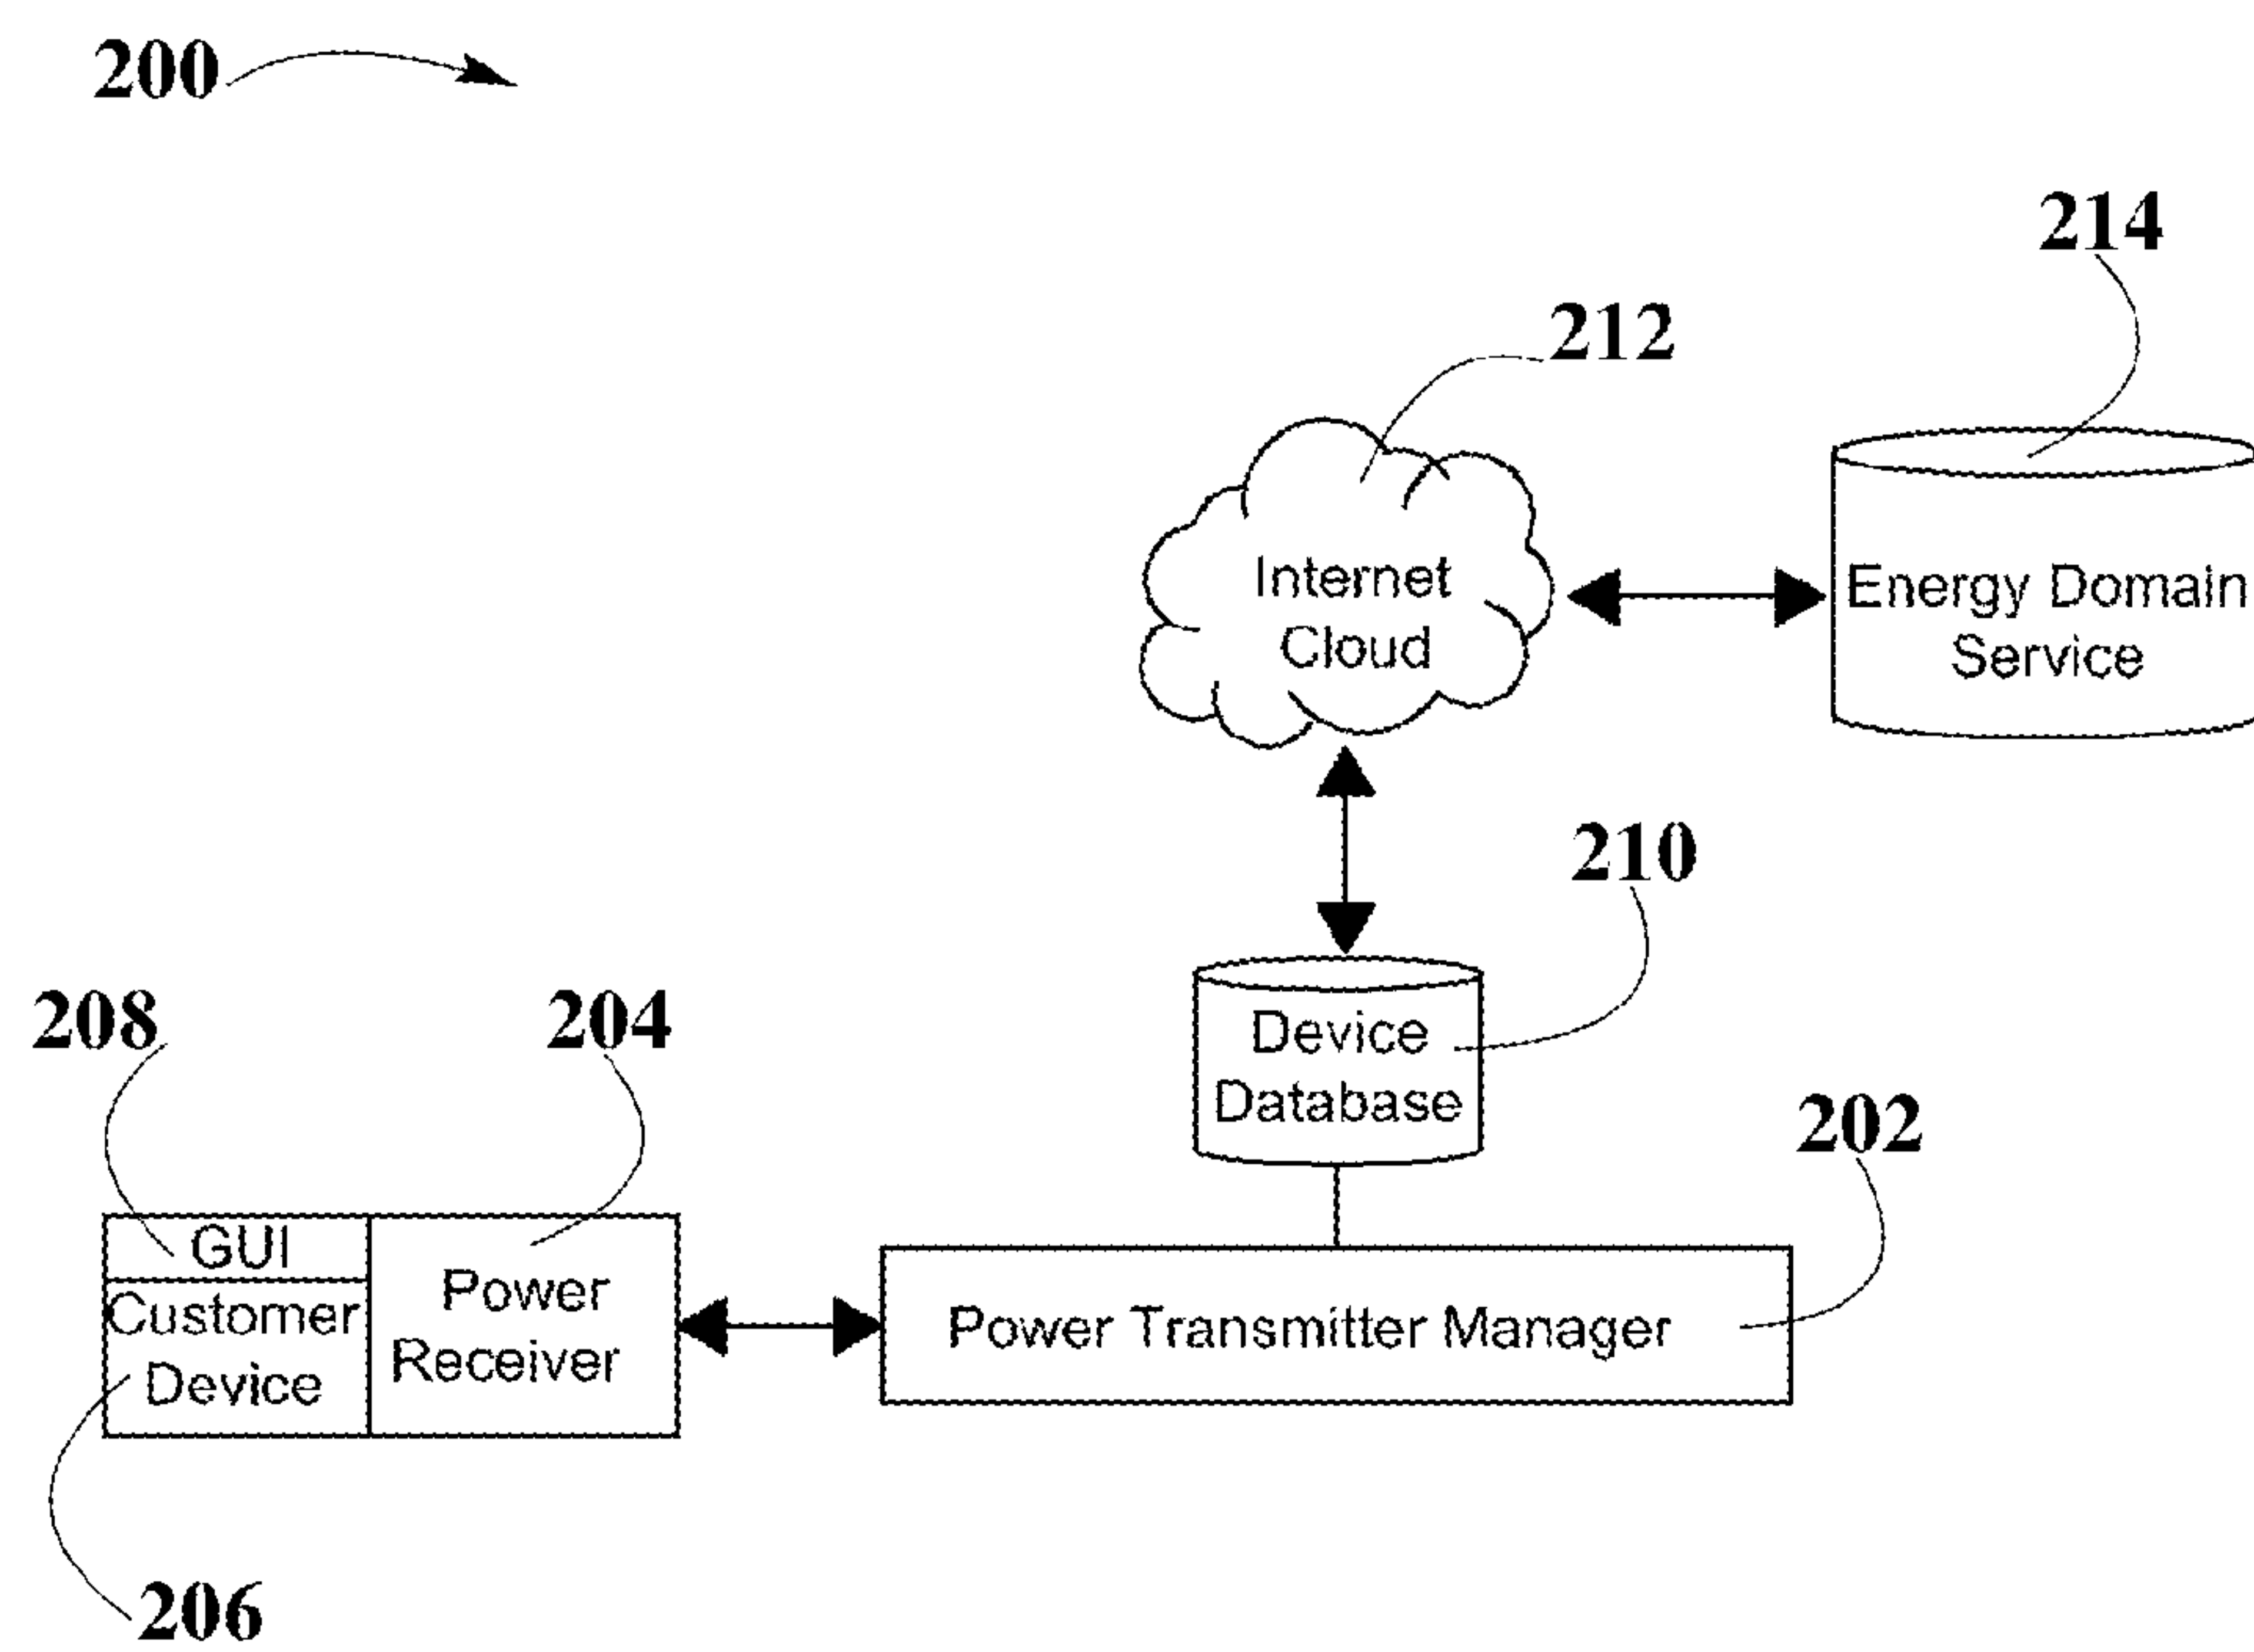 200
214
212
Internet
Cloud
Energy Domain
Service
210
208
204
Device
Database
202
GUI
Customer
Device
Power
Receiver
Power Transmitter Manager
206